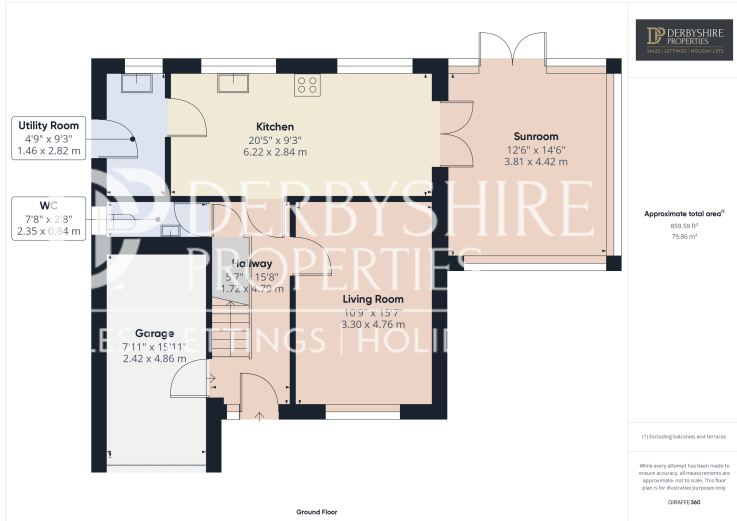 DERBYSHIRE
PROPERTIES
SALES | LETTINGS | HOLIDAY LETS
Utility Room
4'9" x 9'3"
1.46 x 2.82 m
Kitchen
20'5" x 9'3"
6.22 x 2.84 m
Sunroom
12'6" x 14'6"
3.81 x 4.42 m
WC
7'8" x 2'8"
2.35 x 0.84 m
Hallway
5'7" x 15'8"
1.72 x 4.79 m
Living Room
10'9" x 15'7"
3.30 x 4.76 m
Garage
7'11" x 15'11"
2.42 x 4.86 m
DERBYSHIRE
PROPERTIES
LES | LETTINGS | HOLI
Approximate total area(1)
859.59 ft²
79.86 m²
(1) Excluding balconies and terraces
While every attempt has been made to
ensure accuracy, all measurements are
approximate, not to scale. This floor
plan is for illustrative purposes only.
GIRAFFE360
Ground Floor